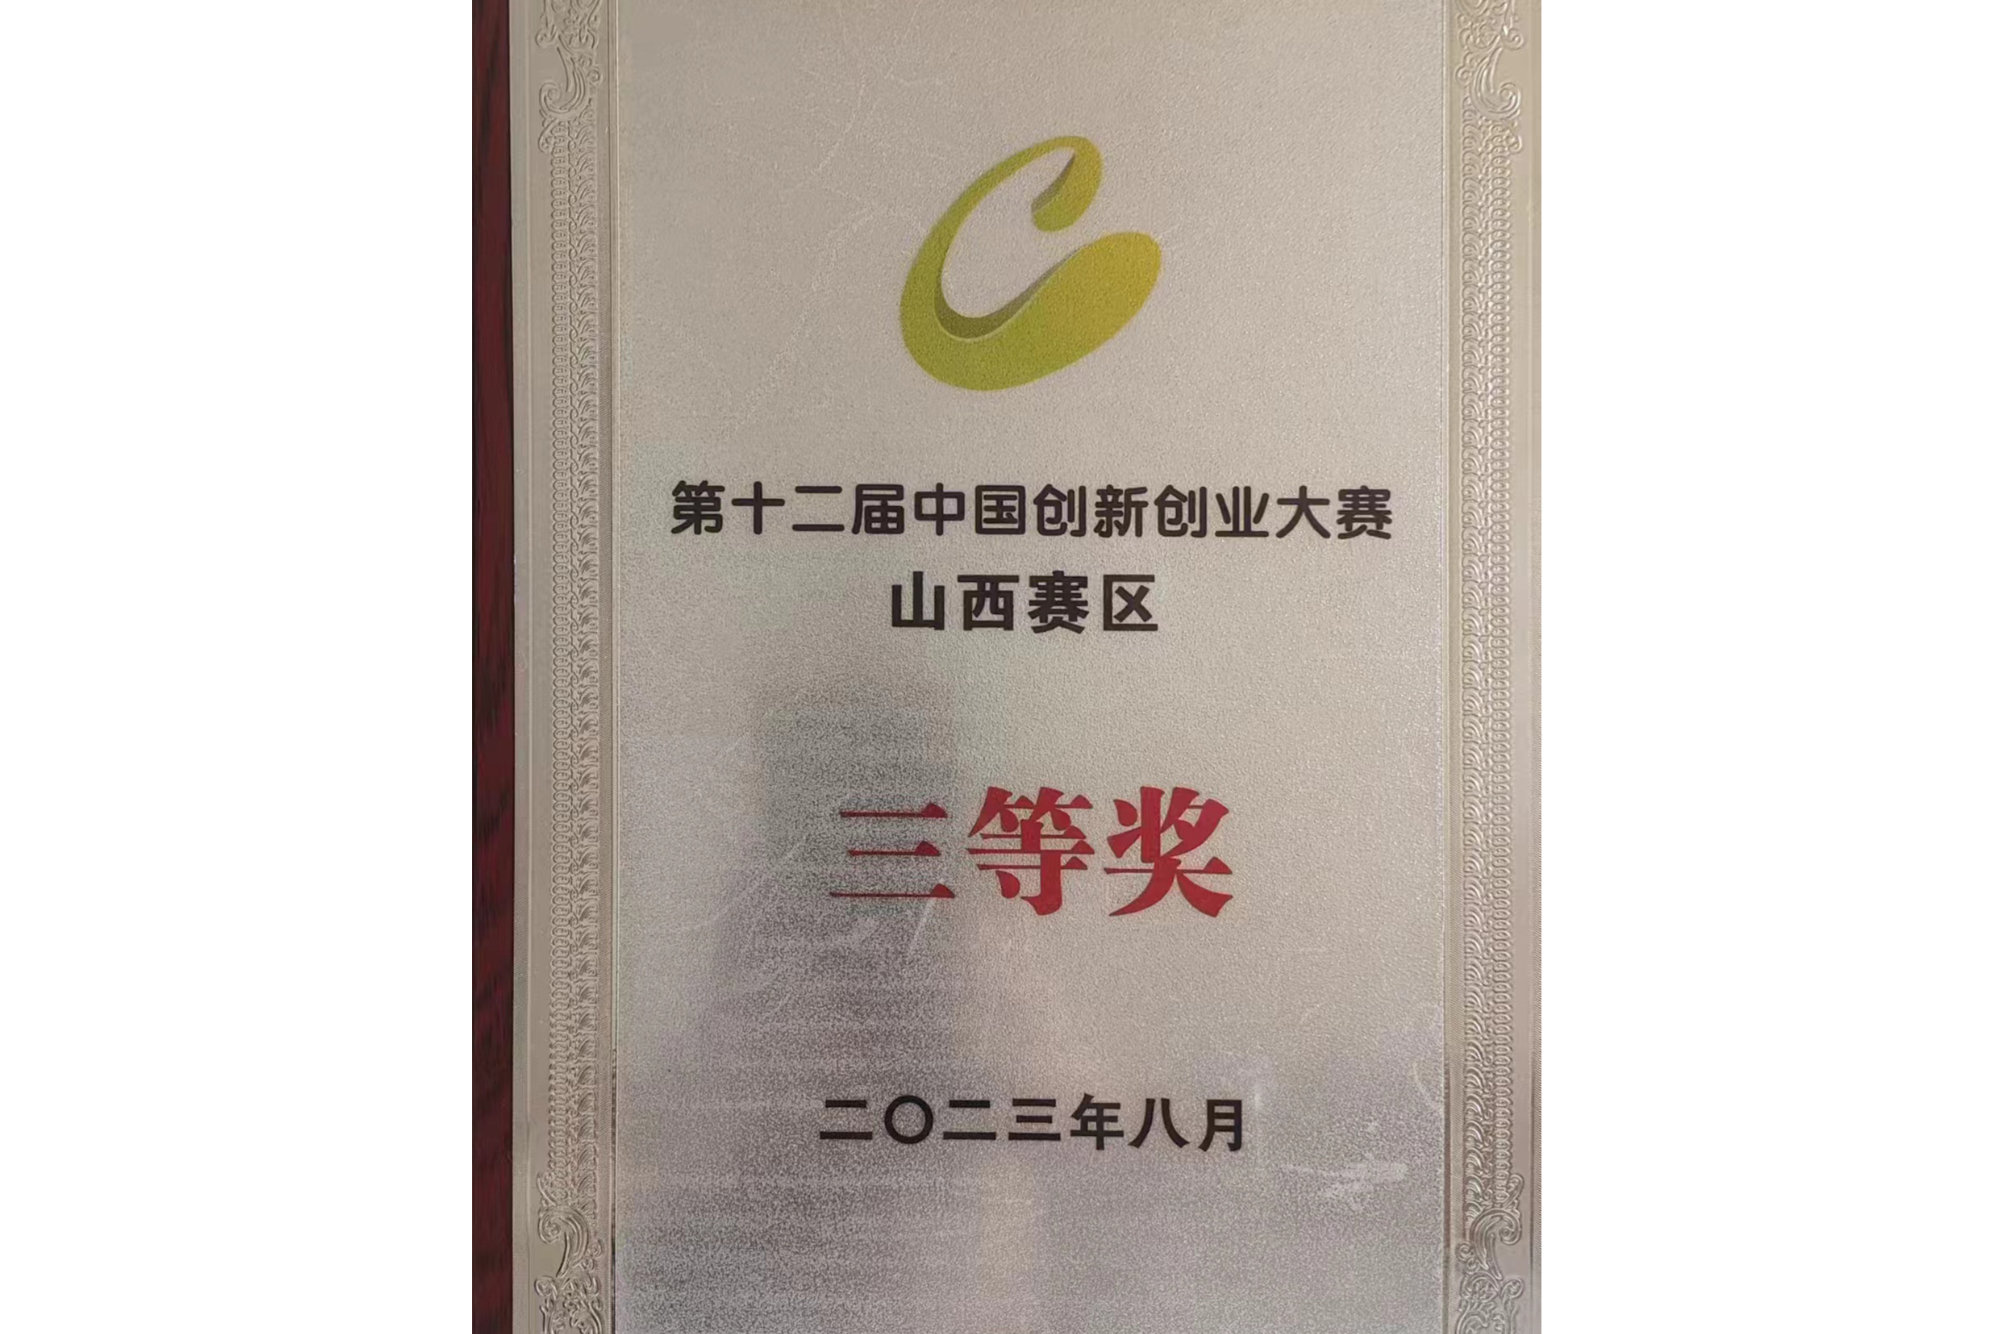 第十二届中国创新创业大赛
山西赛区
三等奖
二〇二三年八月